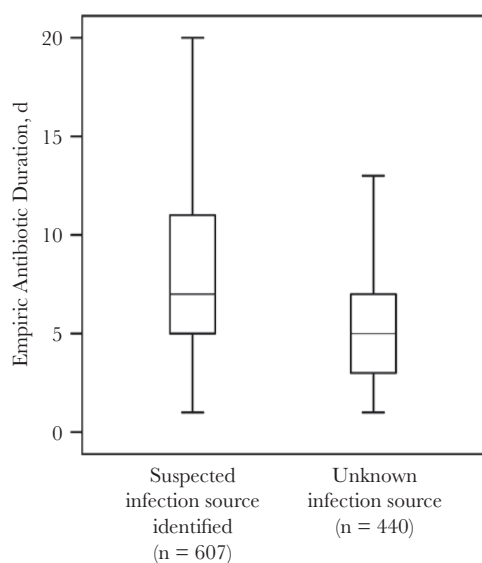 Empiric Antibiotic Duration, d
20
15
10
5
0
Suspected
infection source
identified
(n = 607)
Unknown
infection source
(n = 440)